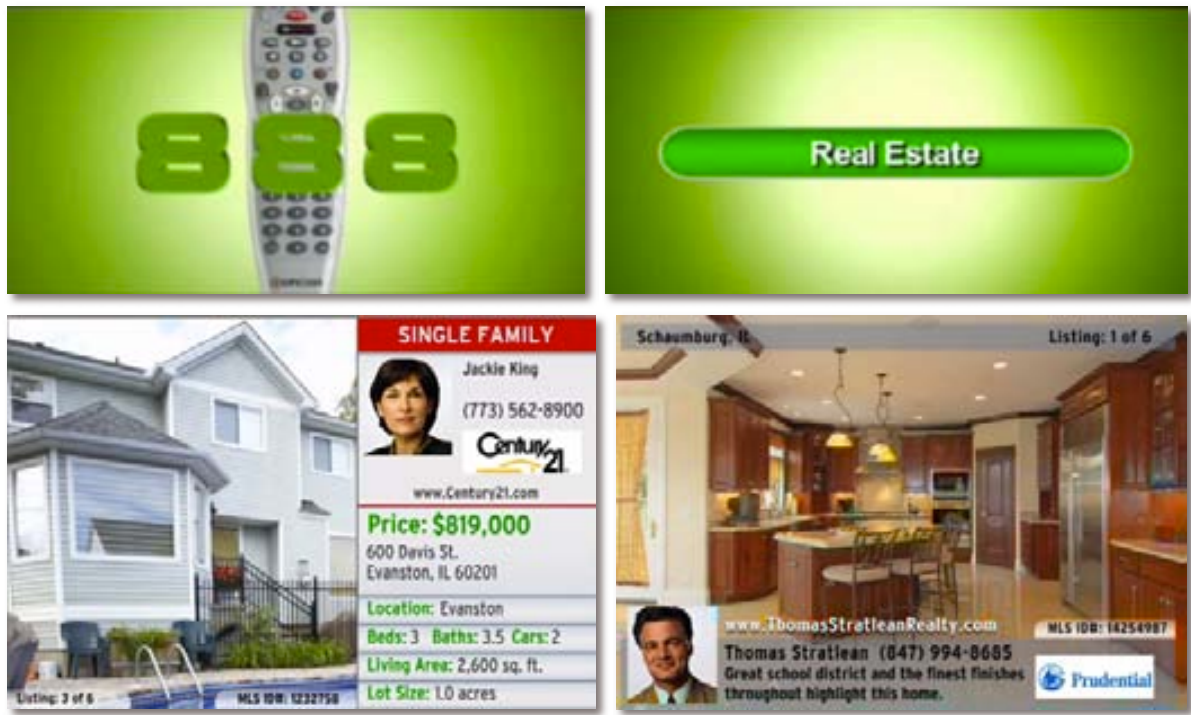 888
Real Estate
SINGLE FAMILY
Jackie King
(773) 562-8900
Century 21
www.Century21.com
Price: $819,000
600 Davis St.
Evanston, IL 60201
Location: Evanston
Beds: 3 Baths: 3.5 Cars: 2
Living Area: 2,600 sq. ft.
Lot Size: 1.0 acres
Listing: 3 of 6
MLS ID#: 1232758
Schaumburg, IL
Listing: 1 of 6
www.ThomasStratleanRealty.com
MLS ID#: 14254987
Thomas Stratlean (847) 994-8685
Great school district and the finest finishes
throughout highlight this home.
Prudential